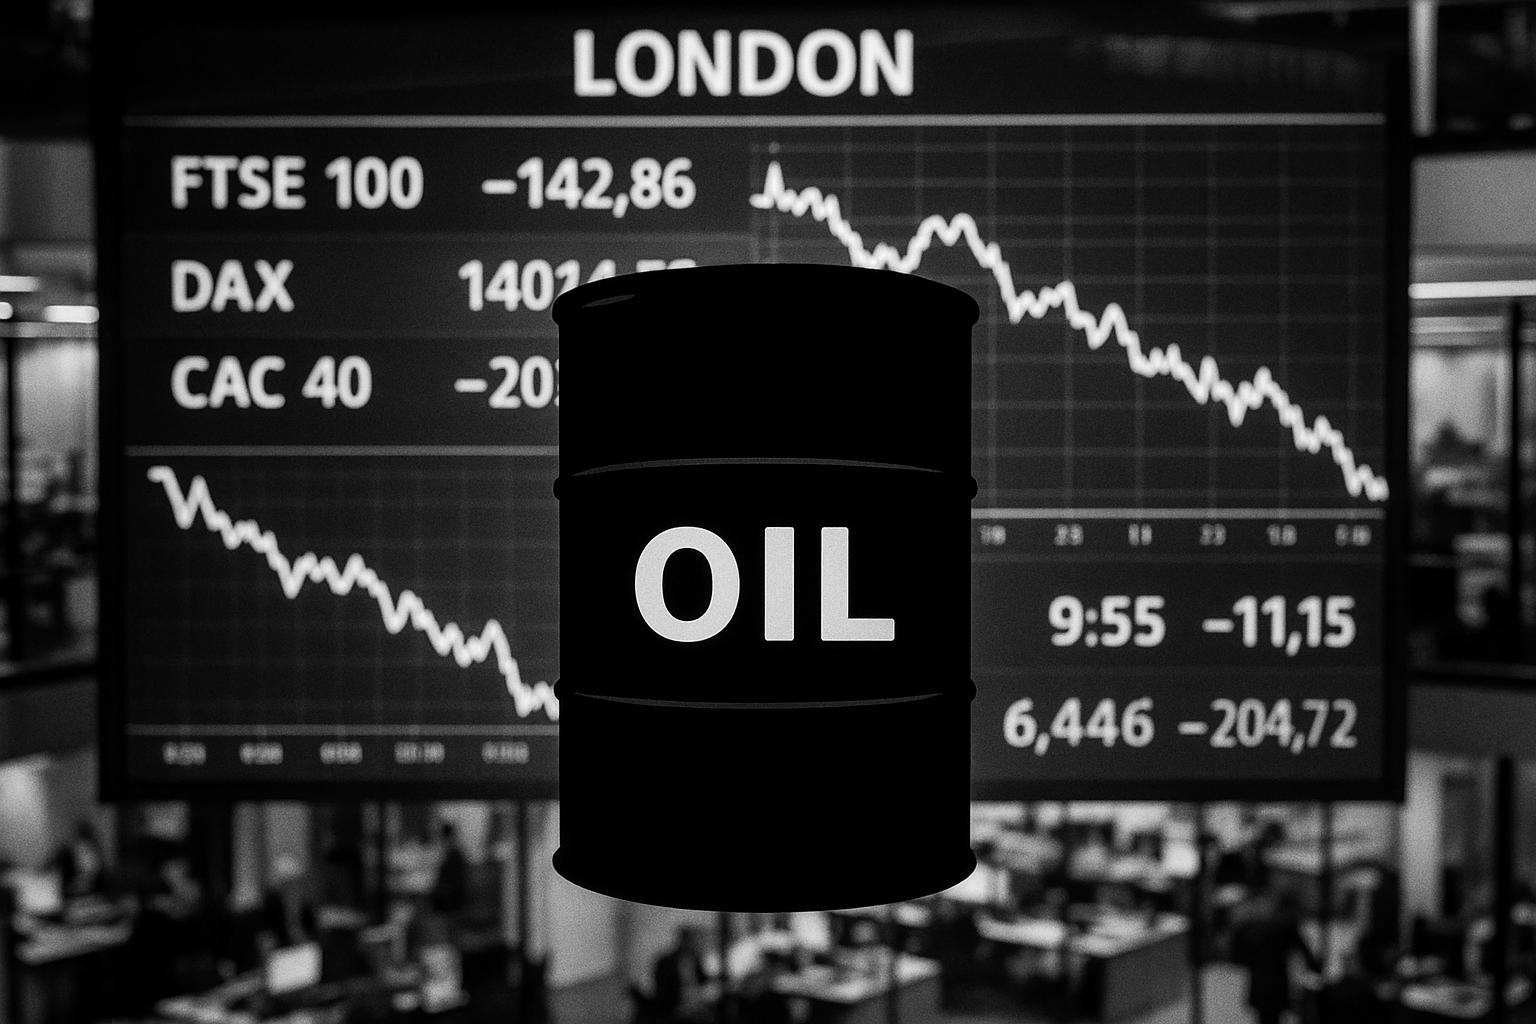 LONDON
FTSE 100 −142,86
DAX
CAC 40
OIL
9:55 −11,15
6,446 −204,72